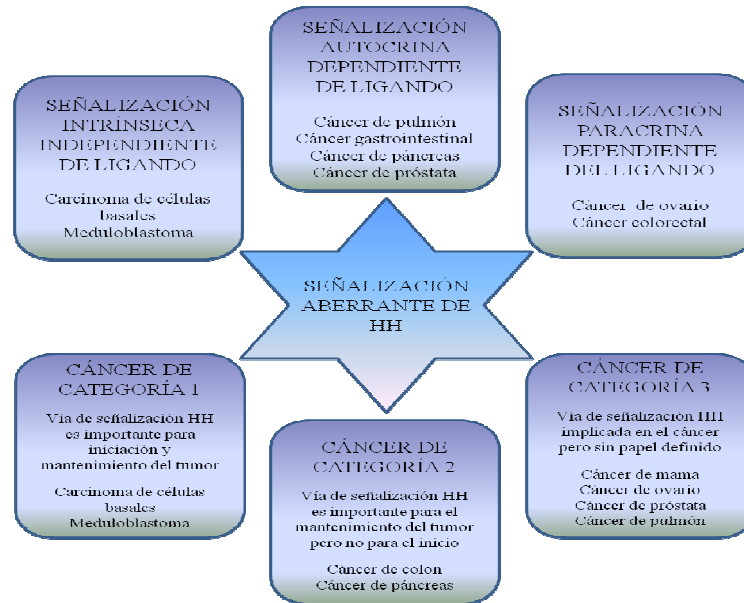 SEÑALIZACIÓN
AUTOCRINA
DEPENDIENTE
DE LIGANDO
Cáncer de pulmón
Cáncer gastrointestinal
Cáncer de páncreas
Cáncer de próstata
SEÑALIZACIÓN
INTRÍNSECA
INDEPENDIENTE
DE LIGANDO
Carcinoma de células
basales
Meduloblastoma
SEÑALIZACIÓN
PARACRINA
DEPENDIENTE
DEL LIGANDO
Cáncer de ovario
Cáncer colorectal
SEÑALIZACIÓN
ABERRANTE DE
HH
CÁNCER DE
CATEGORÍA 1
Vía de señalización HH
es importante para
iniciación y
mantenimiento del tumor
Carcinoma de células
basales
Meduloblastoma
CÁNCER DE
CATEGORÍA 2
Vía de señalización HH
es importante para el
mantenimiento del tumor
pero no para el inicio
Cáncer de colon
Cáncer de páncreas
CÁNCER DE
CATEGORÍA 3
Vía de señalización HH
implicada en el cáncer
pero sin papel definido
Cáncer de mama
Cáncer de ovario
Cáncer de próstata
Cáncer de pulmón